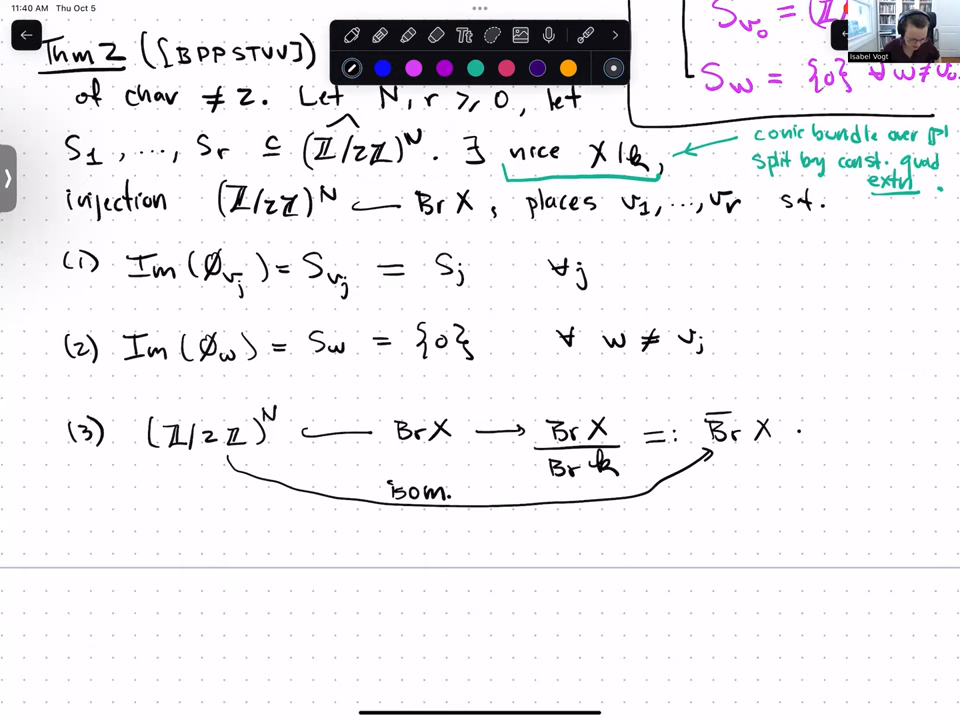 11:40 AM Thu Oct 5
Isabel Vogt
S_{v_0} =
S_w = {0} ∀ w≠v_0
Thm 2 ([BPPSTVV])
of char ≠ 2. Let N, r ≥ 0, let
S_1, ..., S_r ⊆ (ℤ/2ℤ)^N. ∃ nice X/k,
conic bundle over P^1
split by const. quad
extn.
injection (ℤ/2ℤ)^N ↪ Br X, places v_1, ..., v_r st.
(1) Im(∅_{v_j}) = S_{v_j} = S_j ∀j
(2) Im(∅_w) = S_w = {0} ∀ w ≠ v_j
(3) (ℤ/2ℤ)^N ↪ Br X → Br X / Br k =: B̅r X .
isom.